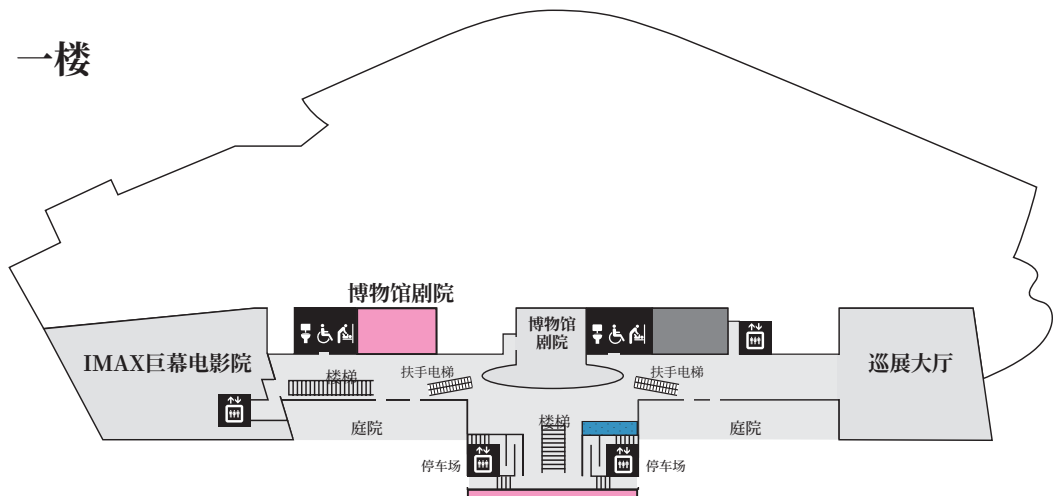 一楼
博物馆剧院
博物馆
剧院
IMAX巨幕电影院
楼梯
扶手电梯
扶手电梯
巡展大厅
庭院
楼梯
庭院
停车场
停车场